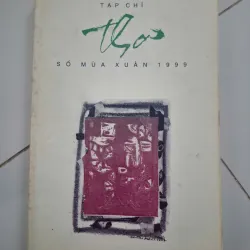 TẠP CHÍ
thơ
SỐ MÙA XUÂN 1999